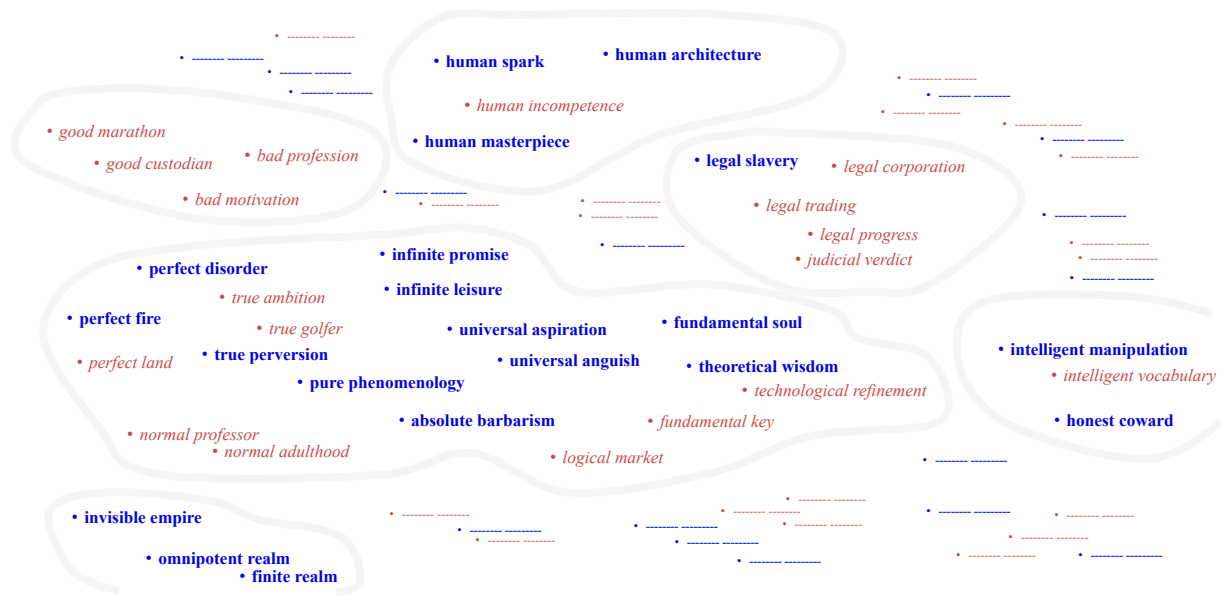 -------- --------
-------- ---------
-------- ---------
-------- ---------
human spark
human architecture
human incompetence
human masterpiece
-------- --------
-------- ---------
-------- --------
-------- --------
-------- ---------
-------- --------
good marathon
good custodian
bad profession
bad motivation
-------- ---------
-------- --------
-------- --------
-------- --------
-------- ---------
legal slavery
legal corporation
legal trading
legal progress
judicial verdict
-------- ---------
-------- --------
-------- --------
-------- ---------
perfect disorder
infinite promise
true ambition
infinite leisure
perfect fire
true golfer
universal aspiration
fundamental soul
perfect land
true perversion
universal anguish
theoretical wisdom
pure phenomenology
technological refinement
absolute barbarism
fundamental key
normal professor
normal adulthood
logical market
intelligent manipulation
intelligent vocabulary
honest coward
invisible empire
omnipotent realm
finite realm
-------- --------
-------- ---------
-------- --------
-------- --------
-------- --------
-------- ---------
-------- --------
-------- ---------
-------- ---------
-------- ---------
-------- ---------
-------- --------
-------- --------
-------- --------
-------- ---------